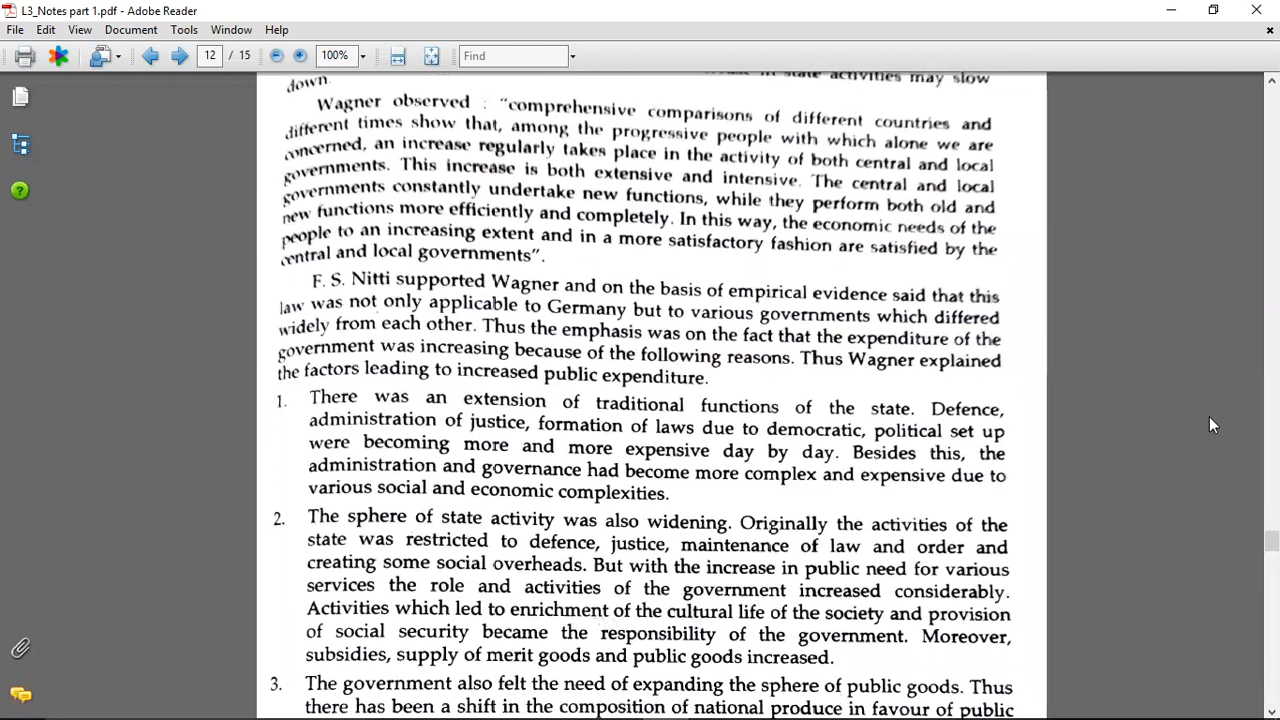 L3_Notes part 1.pdf - Adobe Reader
File Edit View Document Tools Window Help
12 / 15 100% Find
in state activities may slow
down.
Wagner observed : "comprehensive comparisons of different countries and
different times show that, among the progressive people with which alone we are
concerned, an increase regularly takes place in the activity of both central and local
governments. This increase is both extensive and intensive. The central and local
governments constantly undertake new functions, while they perform both old and
new functions more efficiently and completely. In this way, the economic needs of the
people to an increasing extent and in a more satisfactory fashion are satisfied by the
central and local governments".
F. S. Nitti supported Wagner and on the basis of empirical evidence said that this
law was not only applicable to Germany but to various governments which differed
widely from each other. Thus the emphasis was on the fact that the expenditure of the
government was increasing because of the following reasons. Thus Wagner explained
the factors leading to increased public expenditure.
1. There was an extension of traditional functions of the state. Defence,
administration of justice, formation of laws due to democratic, political set up
were becoming more and more expensive day by day. Besides this, the
administration and governance had become more complex and expensive due to
various social and economic complexities.
2. The sphere of state activity was also widening. Originally the activities of the
state was restricted to defence, justice, maintenance of law and order and
creating some social overheads. But with the increase in public need for various
services the role and activities of the government increased considerably.
Activities which led to enrichment of the cultural life of the society and provision
of social security became the responsibility of the government. Moreover,
subsidies, supply of merit goods and public goods increased.
3. The government also felt the need of expanding the sphere of public goods. Thus
there has been a shift in the composition of national produce in favour of public